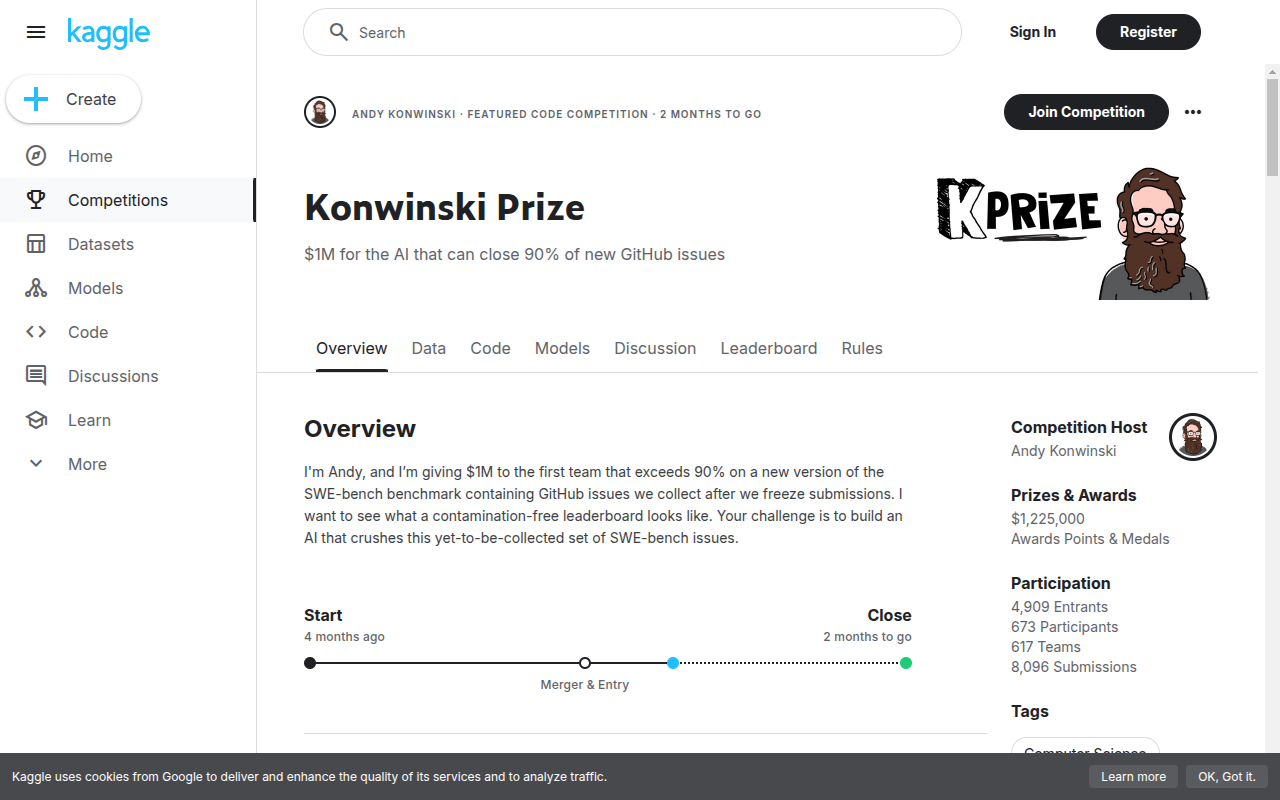 kaggle
Search
Sign In
Register
Create
Home
Competitions
Datasets
Models
Code
Discussions
Learn
More
ANDY KONWINSKI · FEATURED CODE COMPETITION · 2 MONTHS TO GO
Join Competition
Konwinski Prize
$1M for the AI that can close 90% of new GitHub issues
K PRIZE
Overview
Data
Code
Models
Discussion
Leaderboard
Rules
Overview
I'm Andy, and I’m giving $1M to the first team that exceeds 90% on a new version of the
SWE-bench benchmark containing GitHub issues we collect after we freeze submissions. I
want to see what a contamination-free leaderboard looks like. Your challenge is to build an
AI that crushes this yet-to-be-collected set of SWE-bench issues.
Start
4 months ago
Close
2 months to go
Merger & Entry
Competition Host
Andy Konwinski
Prizes & Awards
$1,225,000
Awards Points & Medals
Participation
4,909 Entrants
673 Participants
617 Teams
8,096 Submissions
Tags
Computer Science
Kaggle uses cookies from Google to deliver and enhance the quality of its services and to analyze traffic.
Learn more
OK, Got it.